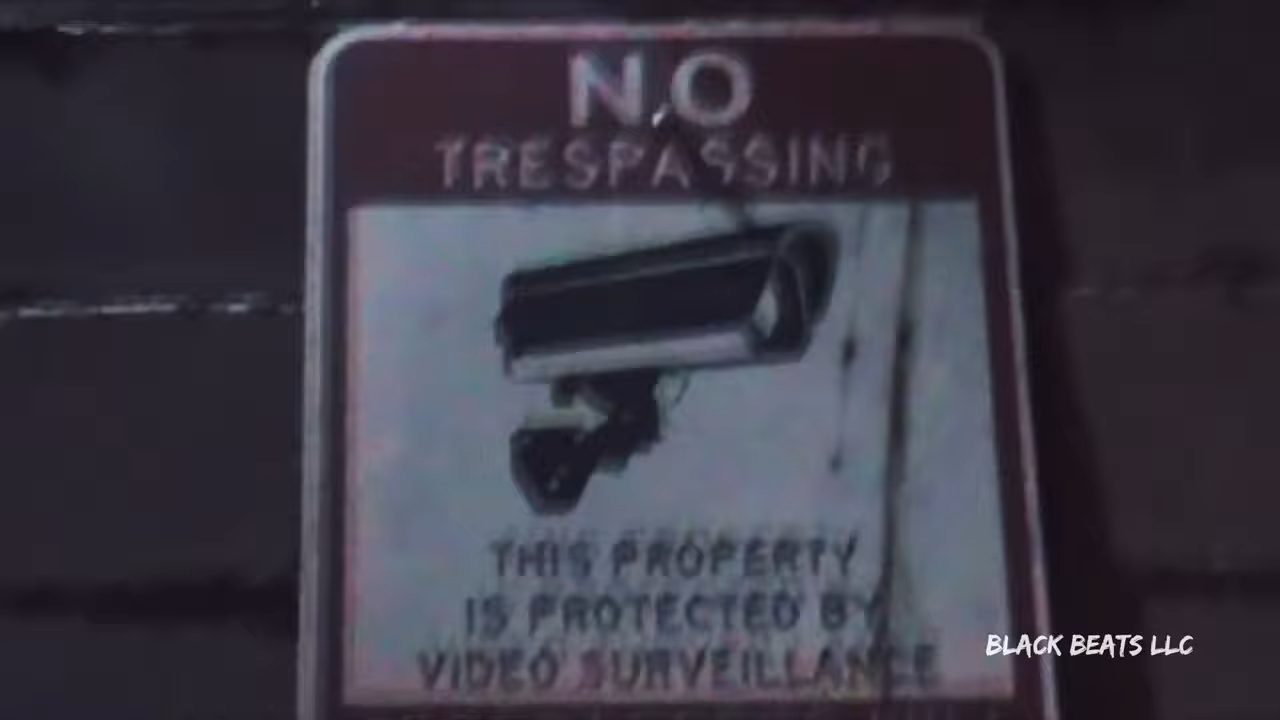 NO
TRESPASSING
THIS PROPERTY
IS PROTECTED BY
VIDEO SURVEILLANCE
BLACK BEATS LLC